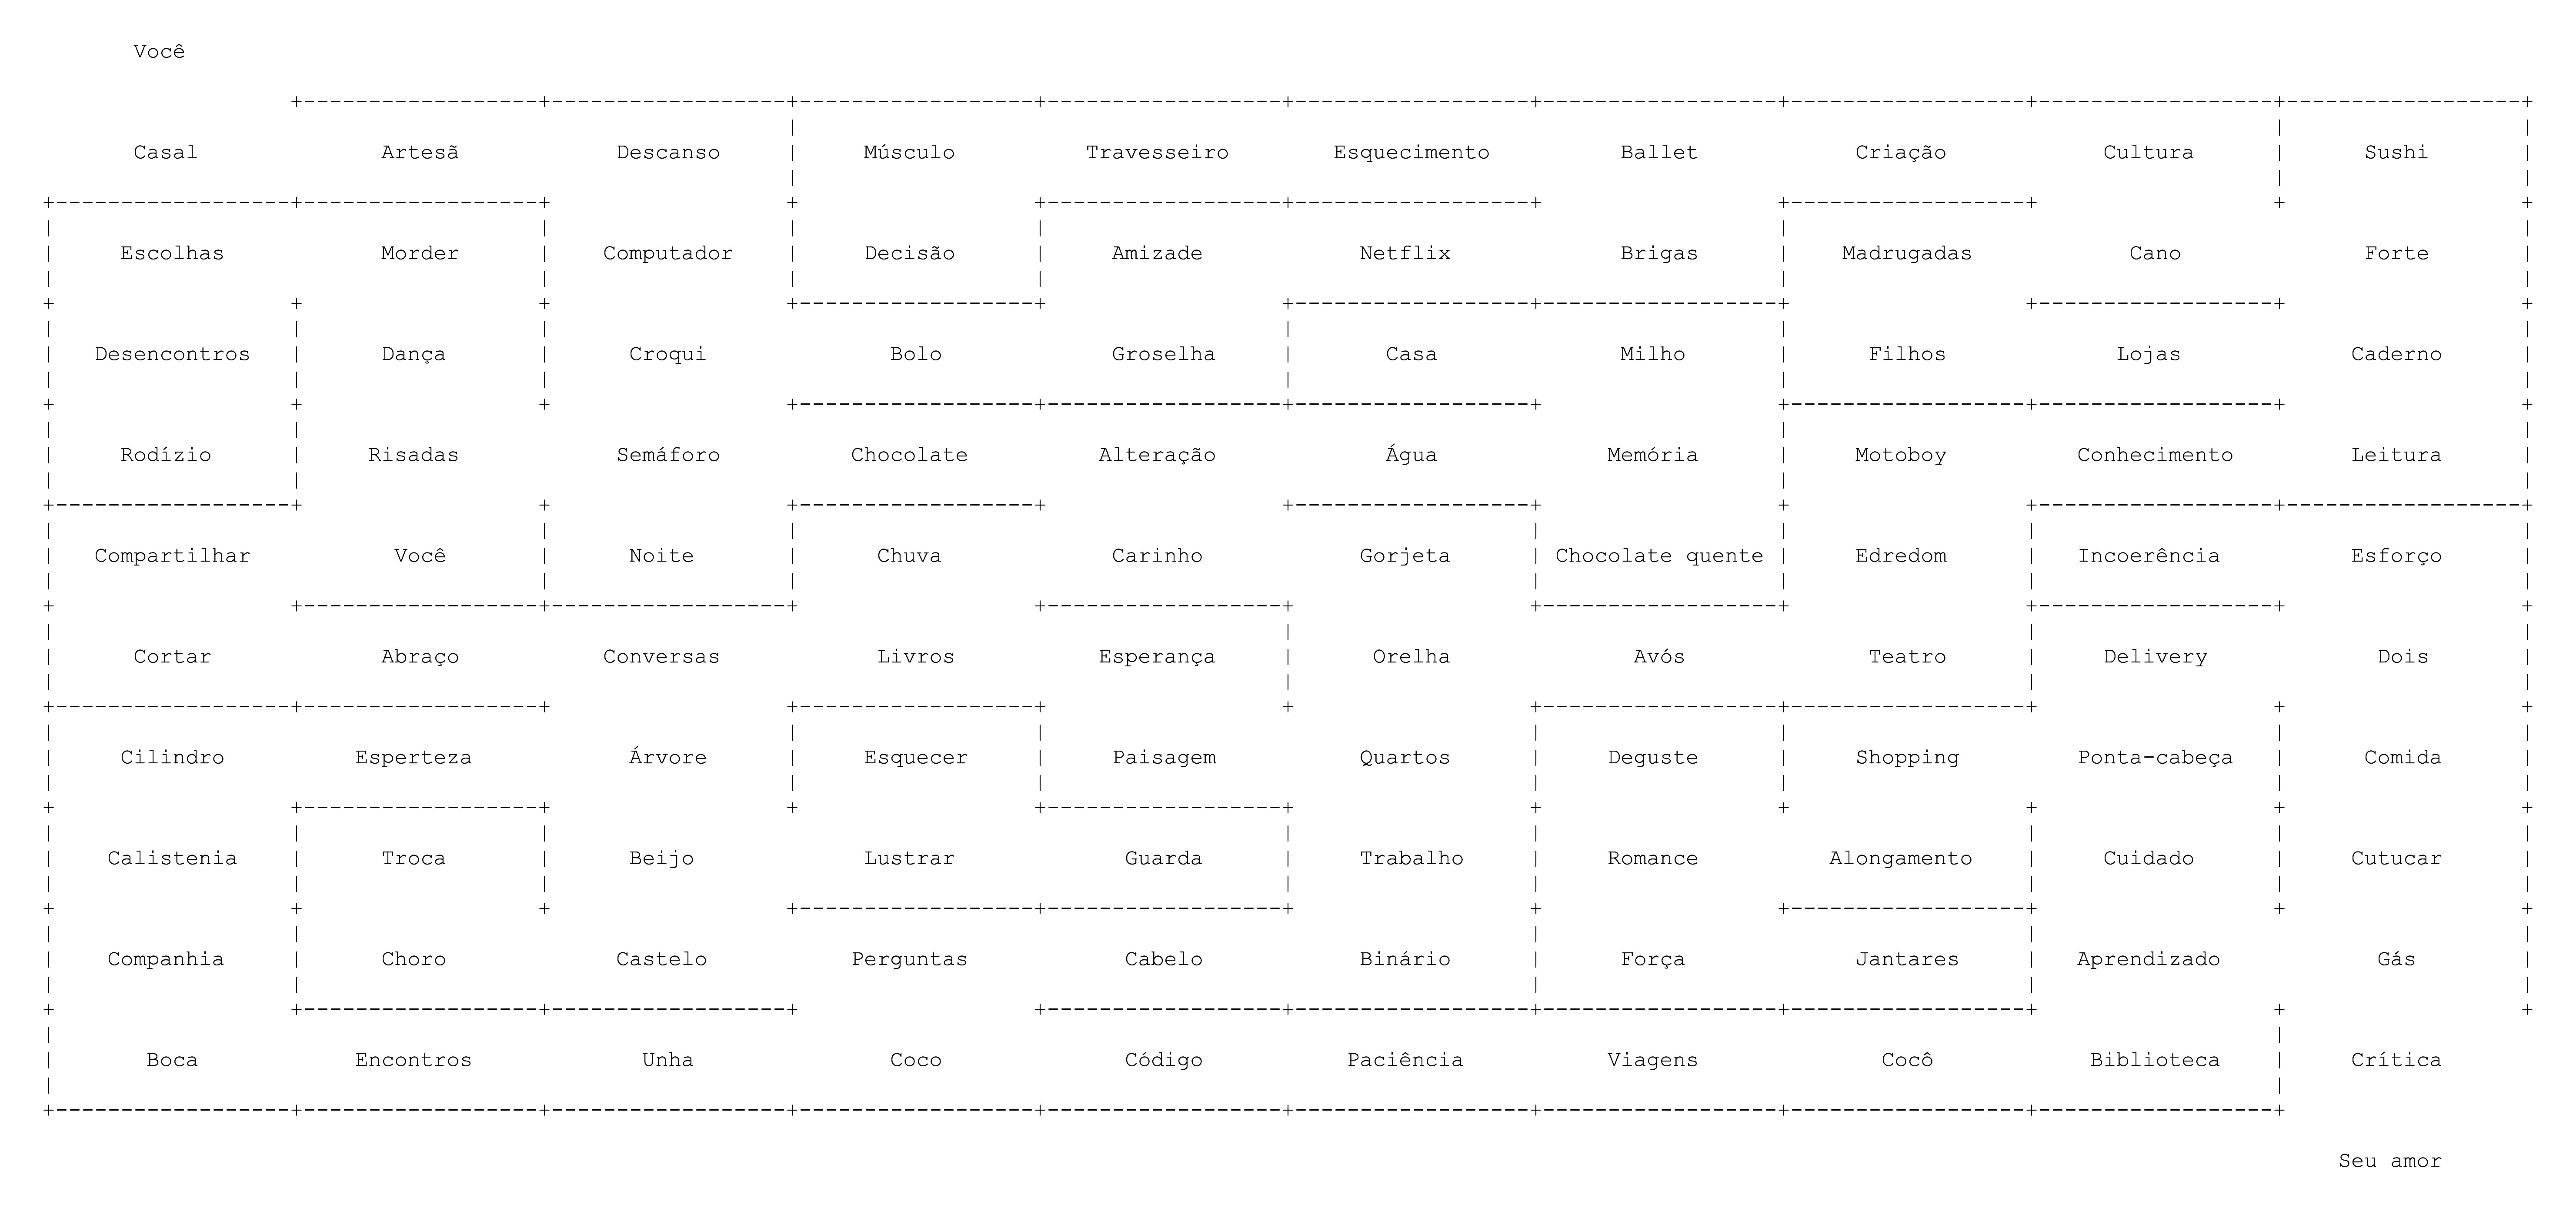 Você
Casal Artesã Descanso Músculo Travesseiro Esquecimento Ballet Criação Cultura Sushi
Escolhas Morder Computador Decisão Amizade Netflix Brigas Madrugadas Cano Forte
Desencontros Dança Croqui Bolo Groselha Casa Milho Filhos Lojas Caderno
Rodízio Risadas Semáforo Chocolate Alteração Água Memória Motoboy Conhecimento Leitura
Compartilhar Você Noite Chuva Carinho Gorjeta Chocolate quente Edredom Incoerência Esforço
Cortar Abraço Conversas Livros Esperança Orelha Avós Teatro Delivery Dois
Cilindro Esperteza Árvore Esquecer Paisagem Quartos Deguste Shopping Ponta-cabeça Comida
Calistenia Troca Beijo Lustrar Guarda Trabalho Romance Alongamento Cuidado Cutucar
Companhia Choro Castelo Perguntas Cabelo Binário Força Jantares Aprendizado Gás
Boca Encontros Unha Coco Código Paciência Viagens Cocô Biblioteca Crítica
Seu amor